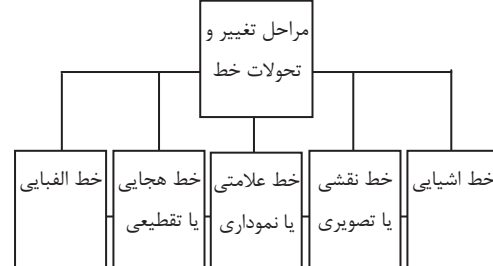 مراحل تغییر و
تحولات خط
خط اشیایی
خط نقشی
یا تصویری
خط علامتی
یا نموداری
خط هجایی
یا تقطیعی
خط الفبایی